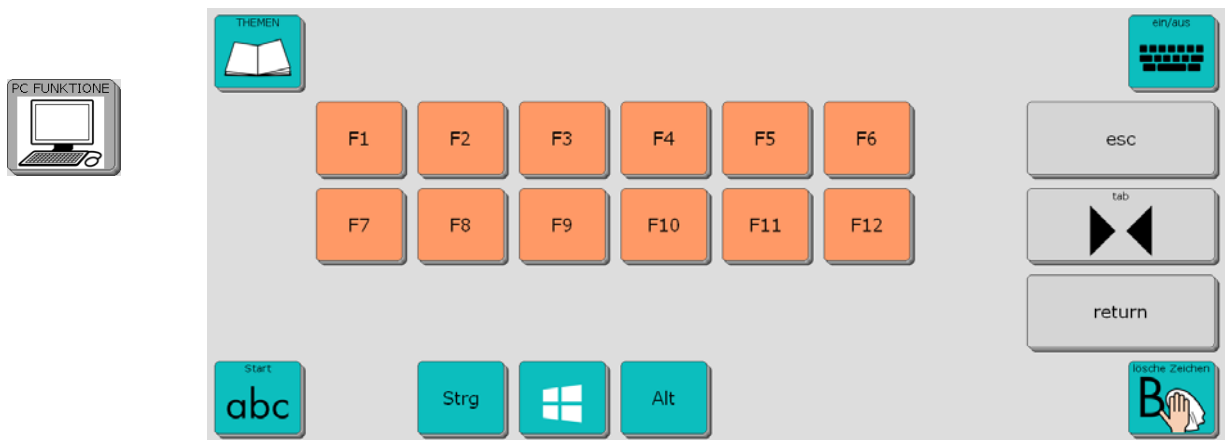 PC FUNKTIONE
THEMEN
ein/aus
F1 F2 F3 F4 F5 F6
esc
F7 F8 F9 F10 F11 F12
tab
return
Start
abc
Strg
Alt
lösche Zeichen
B